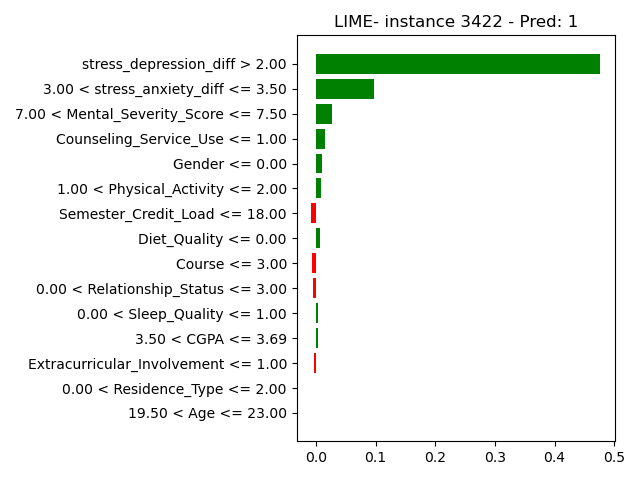 LIME- instance 3422 - Pred: 1
stress_depression_diff > 2.00
3.00 < stress_anxiety_diff <= 3.50
7.00 < Mental_Severity_Score <= 7.50
Counseling_Service_Use <= 1.00
Gender <= 0.00
1.00 < Physical_Activity <= 2.00
Semester_Credit_Load <= 18.00
Diet_Quality <= 0.00
Course <= 3.00
0.00 < Relationship_Status <= 3.00
0.00 < Sleep_Quality <= 1.00
3.50 < CGPA <= 3.69
Extracurricular_Involvement <= 1.00
0.00 < Residence_Type <= 2.00
19.50 < Age <= 23.00
0.0 0.1 0.2 0.3 0.4 0.5